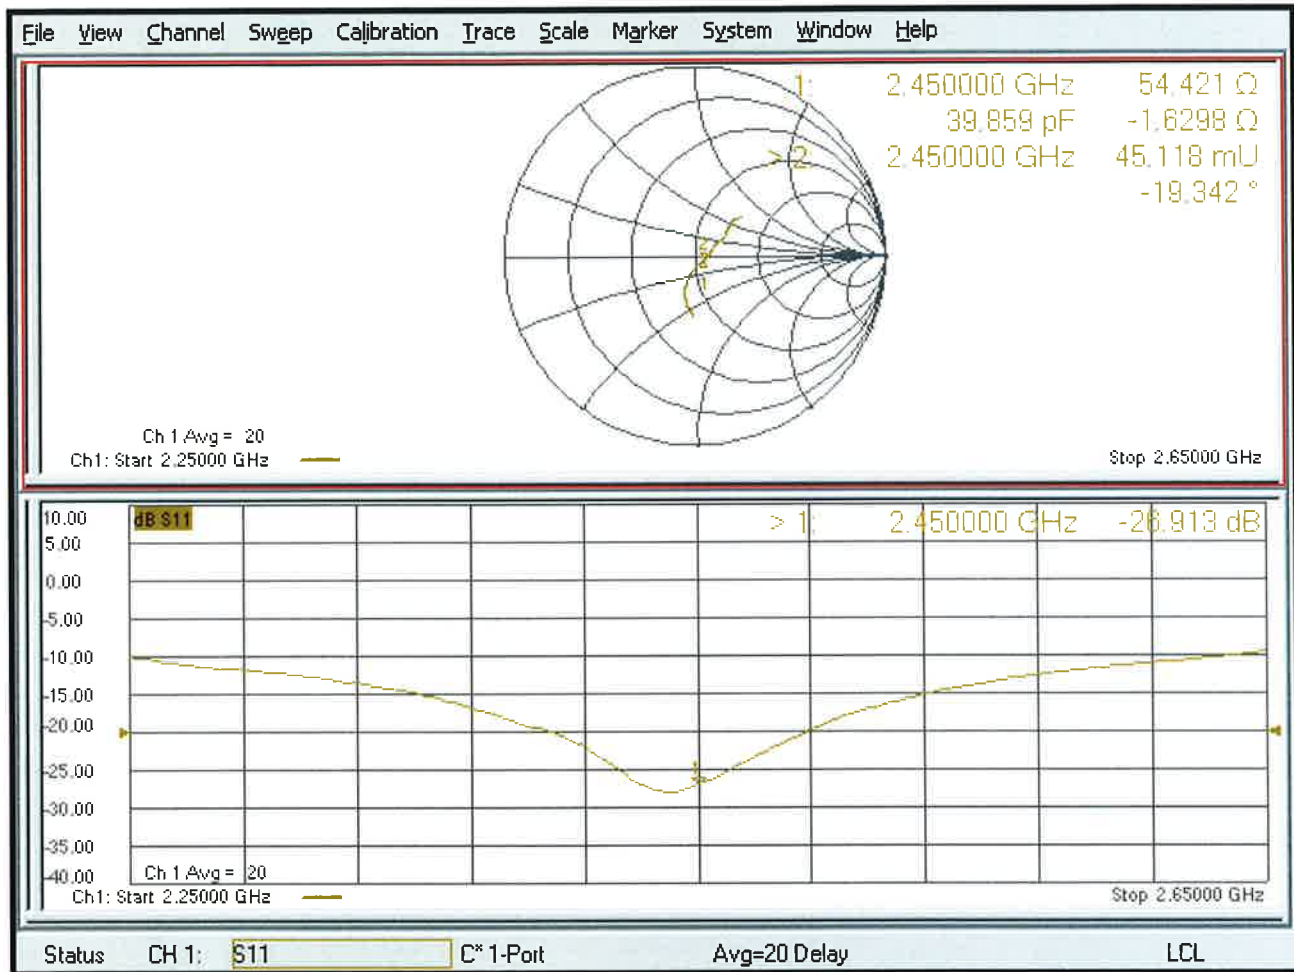 File View Channel Sweep Calibration Trace Scale Marker System Window Help
1: 2.450000 GHz 54.421 Ω
39.859 pF -1.6298 Ω
> 2: 2.450000 GHz 45.118 mU
-19.342 °
Ch 1 Avg = 20
Ch1: Start 2.25000 GHz
Stop 2.65000 GHz
10.00
dB S11
> 1: 2.450000 GHz -26.913 dB
5.00
0.00
-5.00
-10.00
-15.00
-20.00
-25.00
-30.00
-35.00
-40.00
Ch 1 Avg = 20
Ch1: Start 2.25000 GHz
Stop 2.65000 GHz
Status CH 1: S11 C* 1-Port Avg=20 Delay LCL